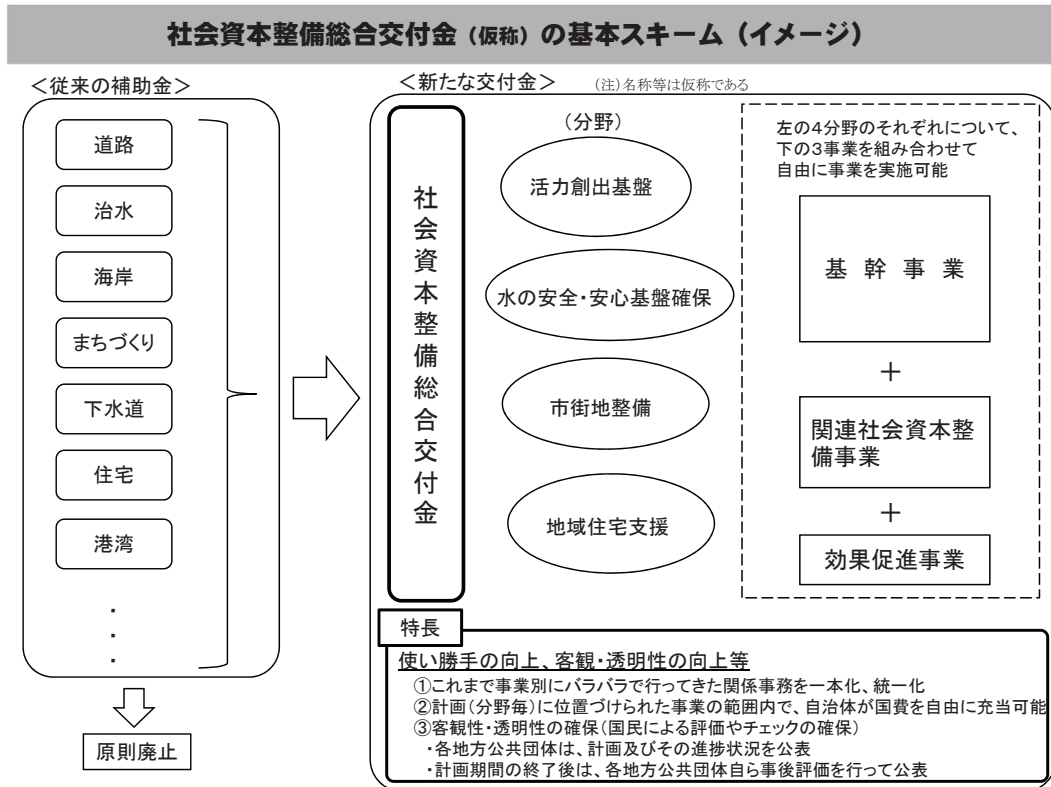 社会資本整備総合交付金（仮称）の基本スキーム（イメージ）
＜従来の補助金＞
道路
治水
海岸
まちづくり
下水道
住宅
港湾
・
・
・
原則廃止
＜新たな交付金＞
（注）名称等は仮称である
社会資本整備総合交付金
（分野）
活力創出基盤
水の安全・安心基盤確保
市街地整備
地域住宅支援
左の4分野のそれぞれについて、
下の3事業を組み合わせて
自由に事業を実施可能
基幹事業
＋
関連社会資本整
備事業
＋
効果促進事業
特長
使い勝手の向上、客観・透明性の向上等
①これまで事業別にバラバラで行ってきた関係事務を一本化、統一化
②計画（分野毎）に位置づけられた事業の範囲内で、自治体が国費を自由に充当可能
③客観性・透明性の確保（国民による評価やチェックの確保）
・各地方公共団体は、計画及びその進捗状況を公表
・計画期間の終了後は、各地方公共団体自ら事後評価を行って公表